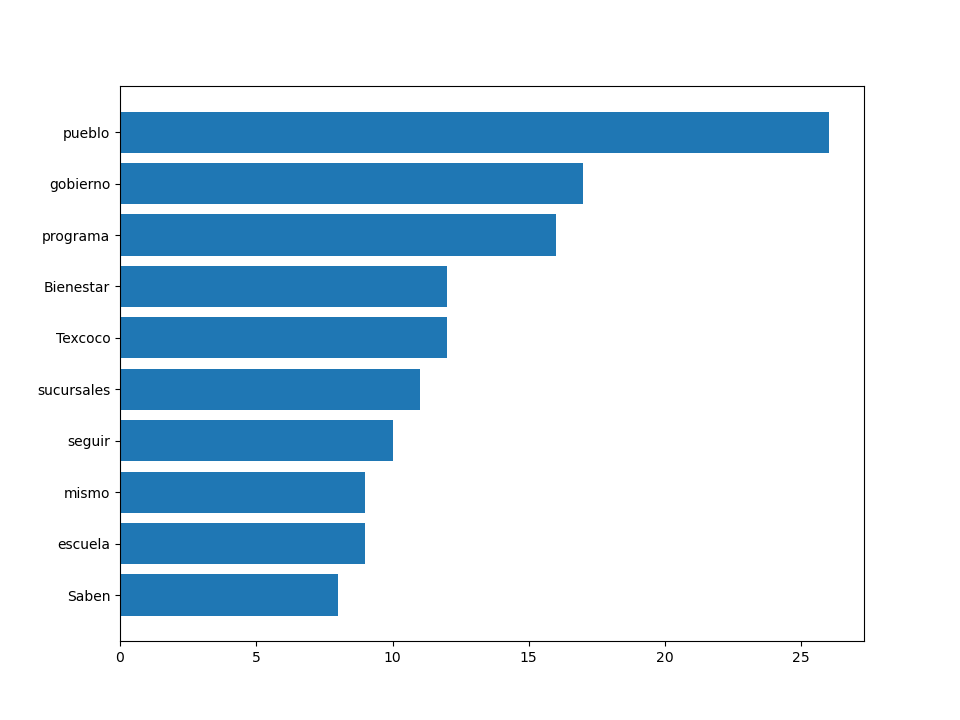 pueblo
gobierno
programa
Bienestar
Texcoco
sucursales
seguir
mismo
escuela
Saben
0 5 10 15 20 25